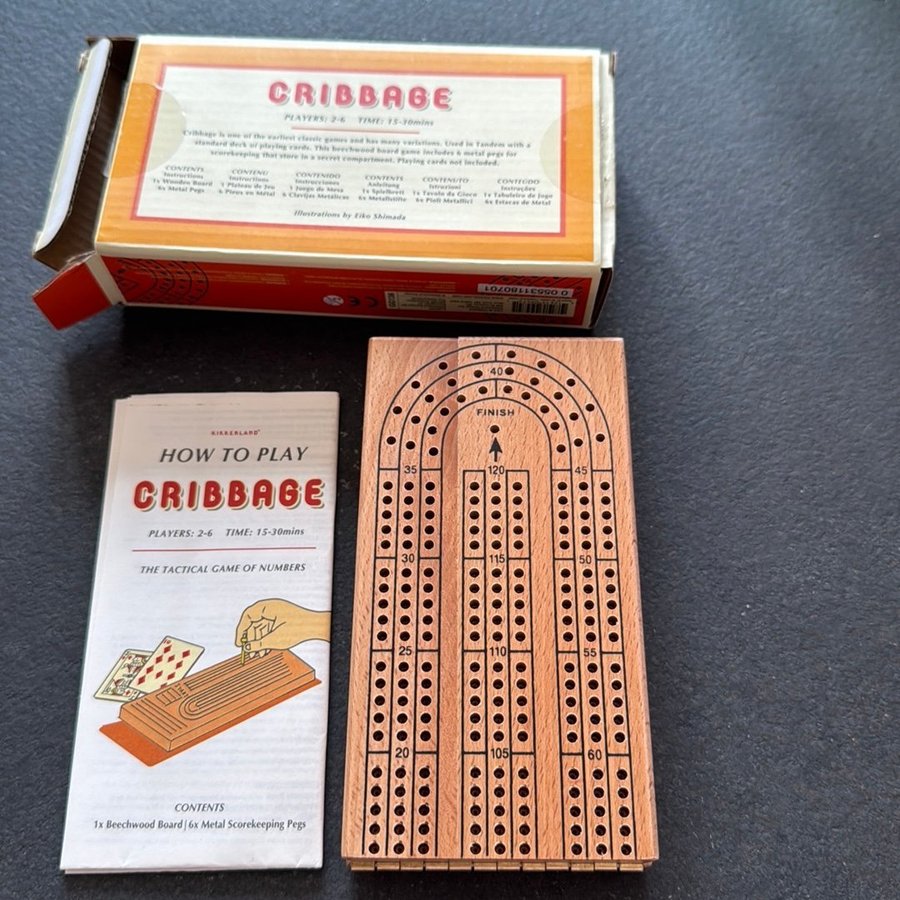 CRIBBAGE
PLAYERS: 2-6 TIME: 15-30mins
Cribbage is one of the earliest classic games and has many variations. Used in Tandem with a
standard deck of playing cards. This beechwood board game includes 6 metal pegs for
scorekeeping that store in a secret compartment. Playing cards not included.
CONTENTS
Instructions
1x Wooden Board
6x Metal Pegs
CONTENU
Instructions
1 Plateau de Jeu
6 Pieux en Métal
CONTENIDO
Instrucciones
1 Juego de Mesa
6 Clavijas Metalicas
CONTENTS
Anleitung
1x Spielbrett
6x Metallstifte
CONTENUTO
Istruzioni
1x Tavolo da Gioco
6x Pioli Metallici
CONTEÚDO
Instruções
1x Tabuleiro de Jogo
6x Estacas de Metal
Illustrations by Eiko Shimada
CE
KIKKERLAND
HOW TO PLAY
CRIBBAGE
PLAYERS: 2-6 TIME: 15-30mins
THE TACTICAL GAME OF NUMBERS
CONTENTS
1x Beechwood Board | 6x Metal Scorekeeping Pegs
40
FINISH
35 120 45
30 115 50
25 110 55
20 105 60